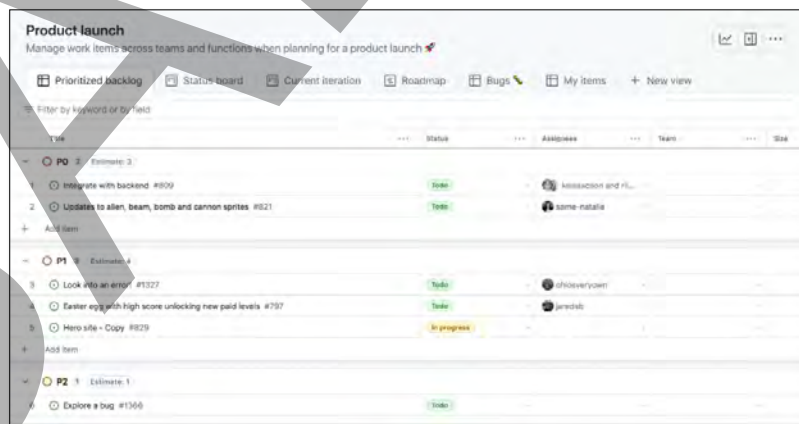 Product launch
Manage work items across teams and functions when planning for a product launch 🚀
Prioritized backlog Status board Current iteration Roadmap Bugs 🐛 My items + New view
Filter by keyword or by field
Title ... Status ... Assignees ... Team ... Size
P0 2 Estimate: 3
1 Integrate with backend #809 Todo
2 Updates to alien, beam, bomb and cannon sprites #821 Todo some-natalie
+ Add item
P1 3 Estimate: 4
3 Look into an error! #1327 Todo ohiosveryown
4 Easter egg with high score unlocking new paid levels #797 Todo
5 Hero site - Copy #829 In progress
+ Add item
P2 1 Estimate: 1
6 Explore a bug #1366 Todo